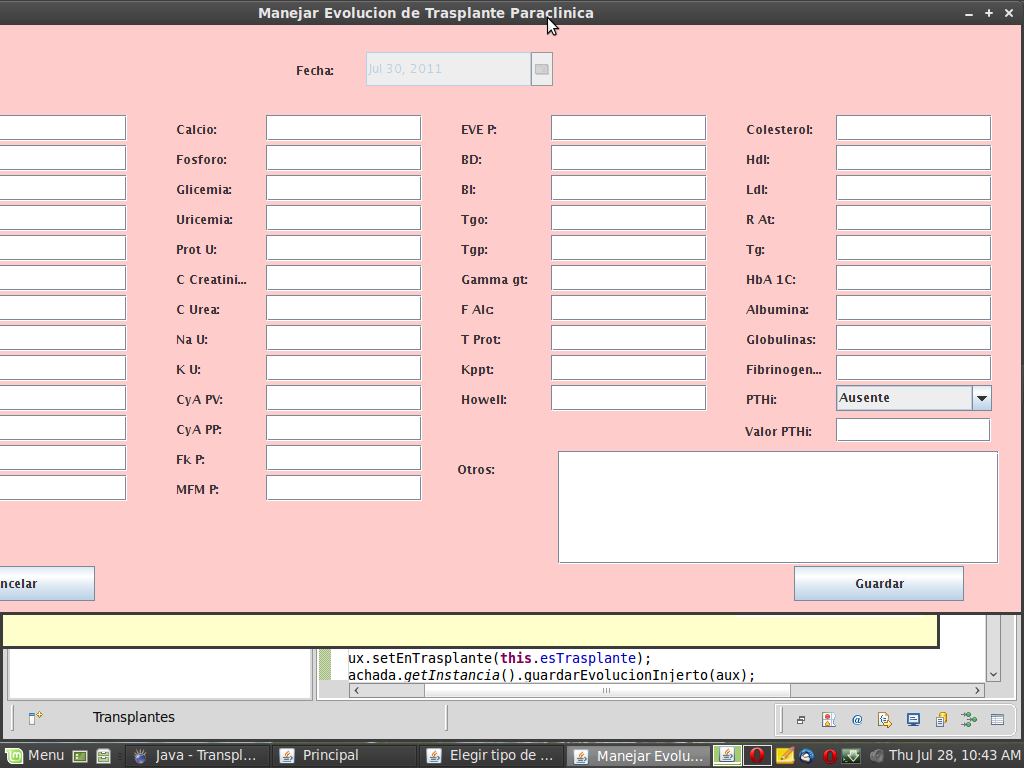 Manejar Evolucion de Trasplante Paraclinica
Fecha: Jul 30, 2011
Calcio: EVE P: Colesterol:
Fosforo: BD: Hdl:
Glicemia: BI: Ldl:
Uricemia: Tgo: R At:
Prot U: Tgp: Tg:
C Creatini... Gamma gt: HbA 1C:
C Urea: F Alc: Albumina:
Na U: T Prot: Globulinas:
K U: Kppt: Fibrinogen...
CyA PV: Howell: PTHi: Ausente
CyA PP: Valor PTHi:
Fk P: Otros:
MFM P:
ncelar Guardar
ux.setEnTrasplante(this.esTrasplante);
achada.getInstancia().guardarEvolucionInjerto(aux);
Transplantes
Menu Java - Transpl... Principal Elegir tipo de ... Manejar Evolu... Thu Jul 28, 10:43 AM